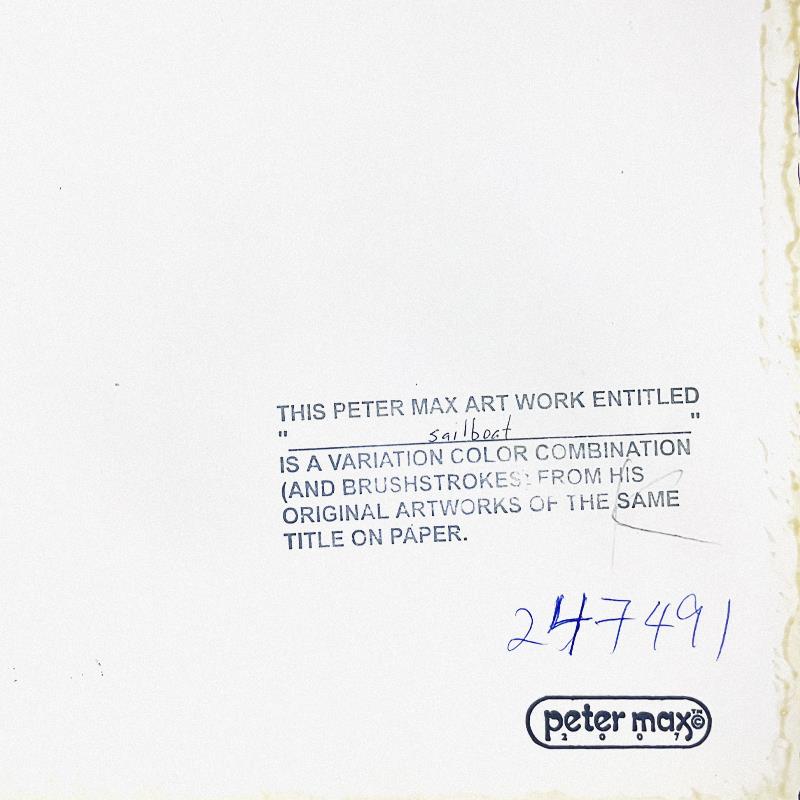 THIS PETER MAX ART WORK ENTITLED
" sailboat "
IS A VARIATION COLOR COMBINATION
(AND BRUSHSTROKES) FROM HIS
ORIGINAL ARTWORKS OF THE SAME
TITLE ON PAPER.
247491
peter max™©
2007